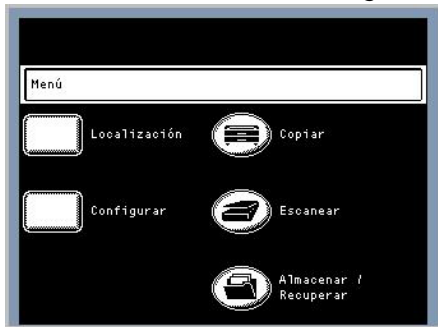 Menú
Localización
Copiar
Configurar
Escanear
Almacenar /
Recuperar